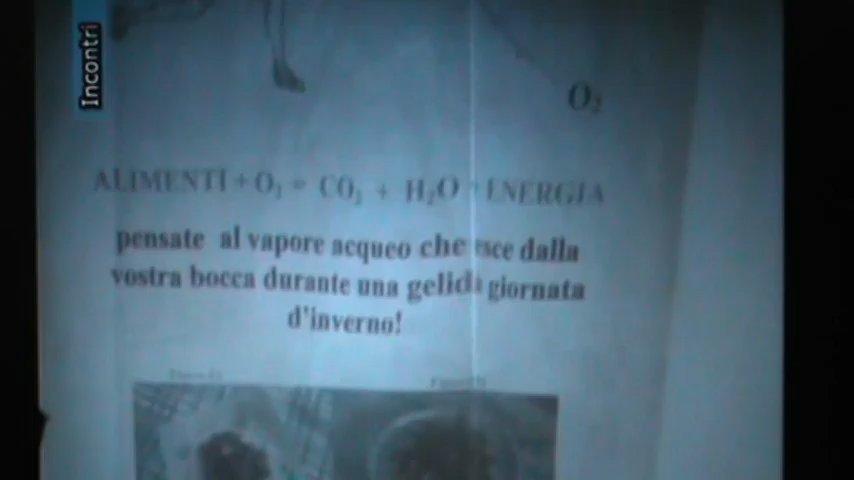 Incontri
O₂
ALIMENTI + O₂ = CO₂ + H₂O + ENERGIA
pensate al vapore acqueo che esce dalla
vostra bocca durante una gelida giornata
d'inverno!